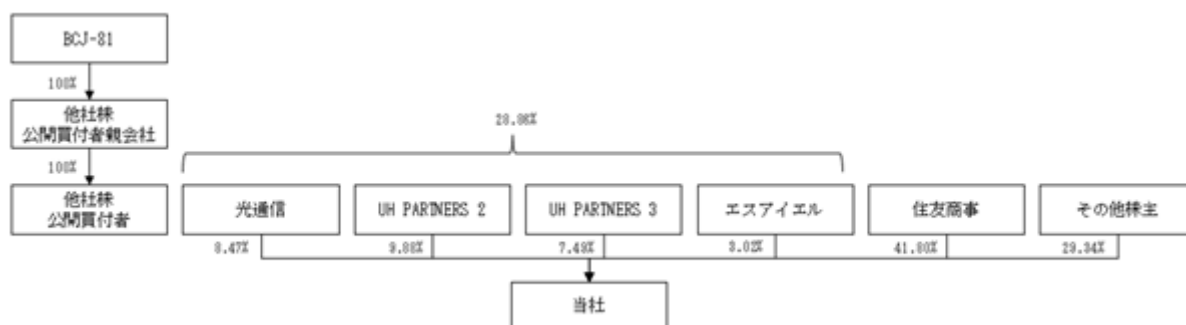 BCJ-81
100%
他社株
公開買付者親会社
28.86%
100%
他社株
公開買付者
光通信
UH PARTNERS 2
UH PARTNERS 3
エスアイエル
住友商事
その他株主
8.47%
9.88%
7.49%
3.02%
41.80%
29.34%
当社